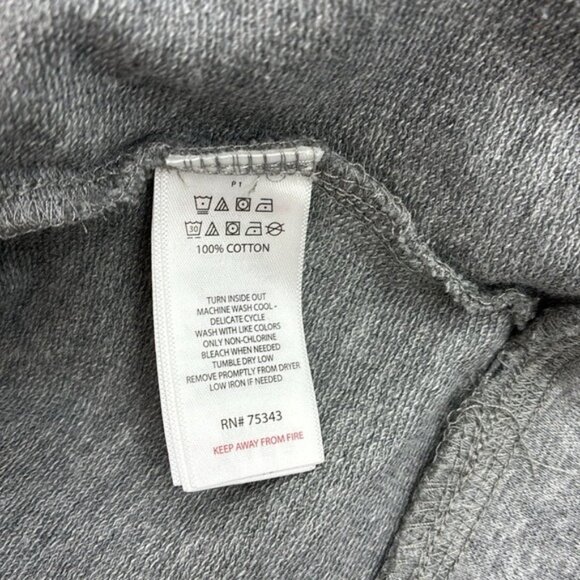 P1
30
100% COTTON
TURN INSIDE OUT
MACHINE WASH COOL -
DELICATE CYCLE
WASH WITH LIKE COLORS
ONLY NON-CHLORINE
BLEACH WHEN NEEDED
TUMBLE DRY LOW
REMOVE PROMPTLY FROM DRYER
LOW IRON IF NEEDED
RN# 75343
KEEP AWAY FROM FIRE